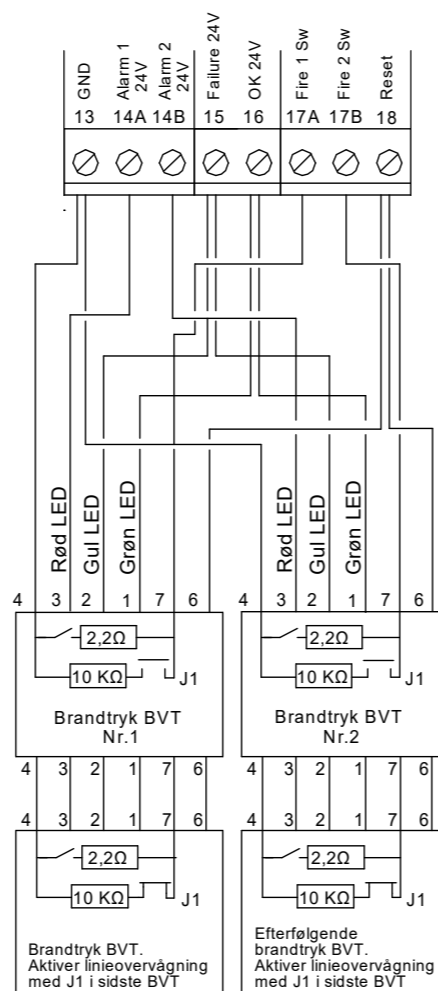 GND
Alarm 1
24V
Alarm 2
24V
Failure 24V
OK 24V
Fire 1 Sw
Fire 2 Sw
Reset
13 14A 14B 15 16 17A 17B 18
Rød LED
Gul LED
Grøn LED
Rød LED
Gul LED
Grøn LED
4 3 2 1 7 6 4 3 2 1 7 6
2,2Ω 2,2Ω
10 KΩ J1 10 KΩ J1
Brandtryk BVT
Nr.1
Brandtryk BVT
Nr.2
4 3 2 1 7 6 4 3 2 1 7 6
4 3 2 1 7 6 4 3 2 1 7 6
2,2Ω 2,2Ω
10 KΩ J1 10 KΩ J1
Brandtryk BVT.
Aktiver linieovervågning
med J1 i sidste BVT
Efterfølgende
brandtryk BVT.
Aktiver linieovervågning
med J1 i sidste BVT